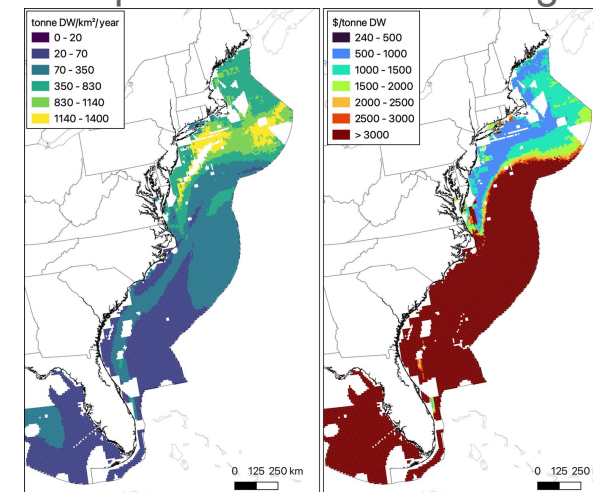 tonne DW/km²/year
0 - 20
20 - 70
70 - 350
350 - 830
830 - 1140
1140 - 1400
0 125 250 km
$/tonne DW
240 - 500
500 - 1000
1000 - 1500
1500 - 2000
2000 - 2500
2500 - 3000
> 3000
0 125 250